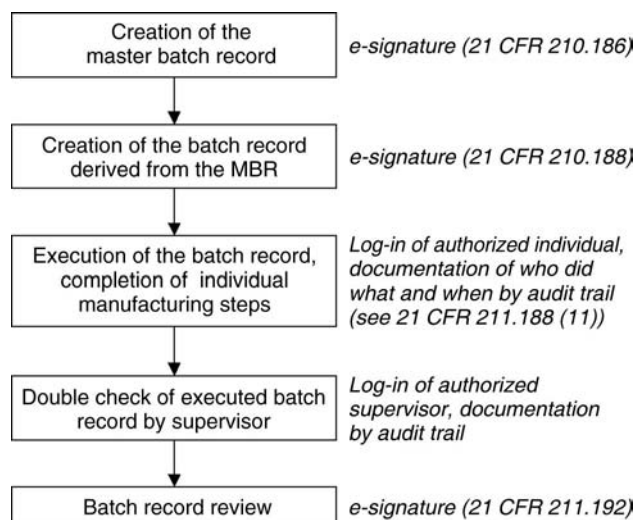 Creation of the
master batch record
e-signature (21 CFR 210.186)
Creation of the batch record
derived from the MBR
e-signature (21 CFR 210.188)
Execution of the batch record,
completion of individual
manufacturing steps
Log-in of authorized individual,
documentation of who did
what and when by audit trail
(see 21 CFR 211.188 (11))
Double check of executed batch
record by supervisor
Log-in of authorized
supervisor, documentation
by audit trail
Batch record review
e-signature (21 CFR 211.192)